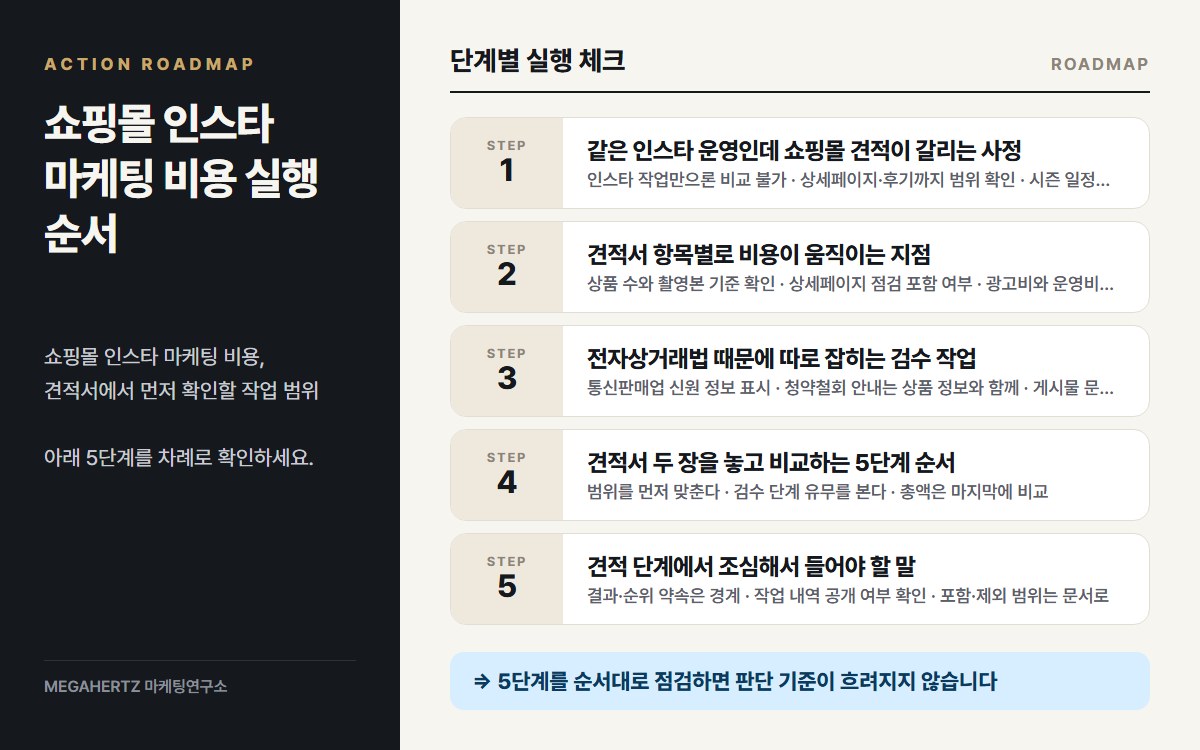 ACTION ROADMAP
쇼핑몰 인스타
마케팅 비용 실행
순서
쇼핑몰 인스타 마케팅 비용,
견적서에서 먼저 확인할 작업 범위
아래 5단계를 차례로 확인하세요.
MEGAHERTZ 마케팅연구소
단계별 실행 체크
ROADMAP
STEP
1
같은 인스타 운영인데 쇼핑몰 견적이 갈리는 사정
인스타 작업만으론 비교 불가 · 상세페이지·후기까지 범위 확인 · 시즌 일정...
STEP
2
견적서 항목별로 비용이 움직이는 지점
상품 수와 촬영본 기준 확인 · 상세페이지 점검 포함 여부 · 광고비와 운영비...
STEP
3
전자상거래법 때문에 따로 잡히는 검수 작업
통신판매업 신원 정보 표시 · 청약철회 안내는 상품 정보와 함께 · 게시물 문...
STEP
4
견적서 두 장을 놓고 비교하는 5단계 순서
범위를 먼저 맞춘다 · 검수 단계 유무를 본다 · 총액은 마지막에 비교
STEP
5
견적 단계에서 조심해서 들어야 할 말
결과·순위 약속은 경계 · 작업 내역 공개 여부 확인 · 포함·제외 범위는 문서로
⇒ 5단계를 순서대로 점검하면 판단 기준이 흐려지지 않습니다